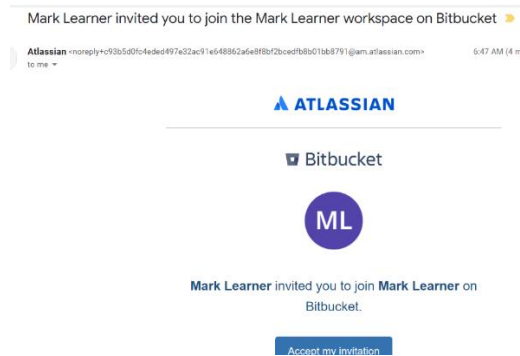 Mark Learner invited you to join the Mark Learner workspace on Bitbucket
Atlassian <noreply+c93b5d0fc4eded497e32ac91e648862a6e8f8bf2bcedfb8b01bb8791@am.atlassian.com> 6:47 AM (4 m
to me
ATLASSIAN
Bitbucket
ML
Mark Learner invited you to join Mark Learner on
Bitbucket.
Accept my invitation